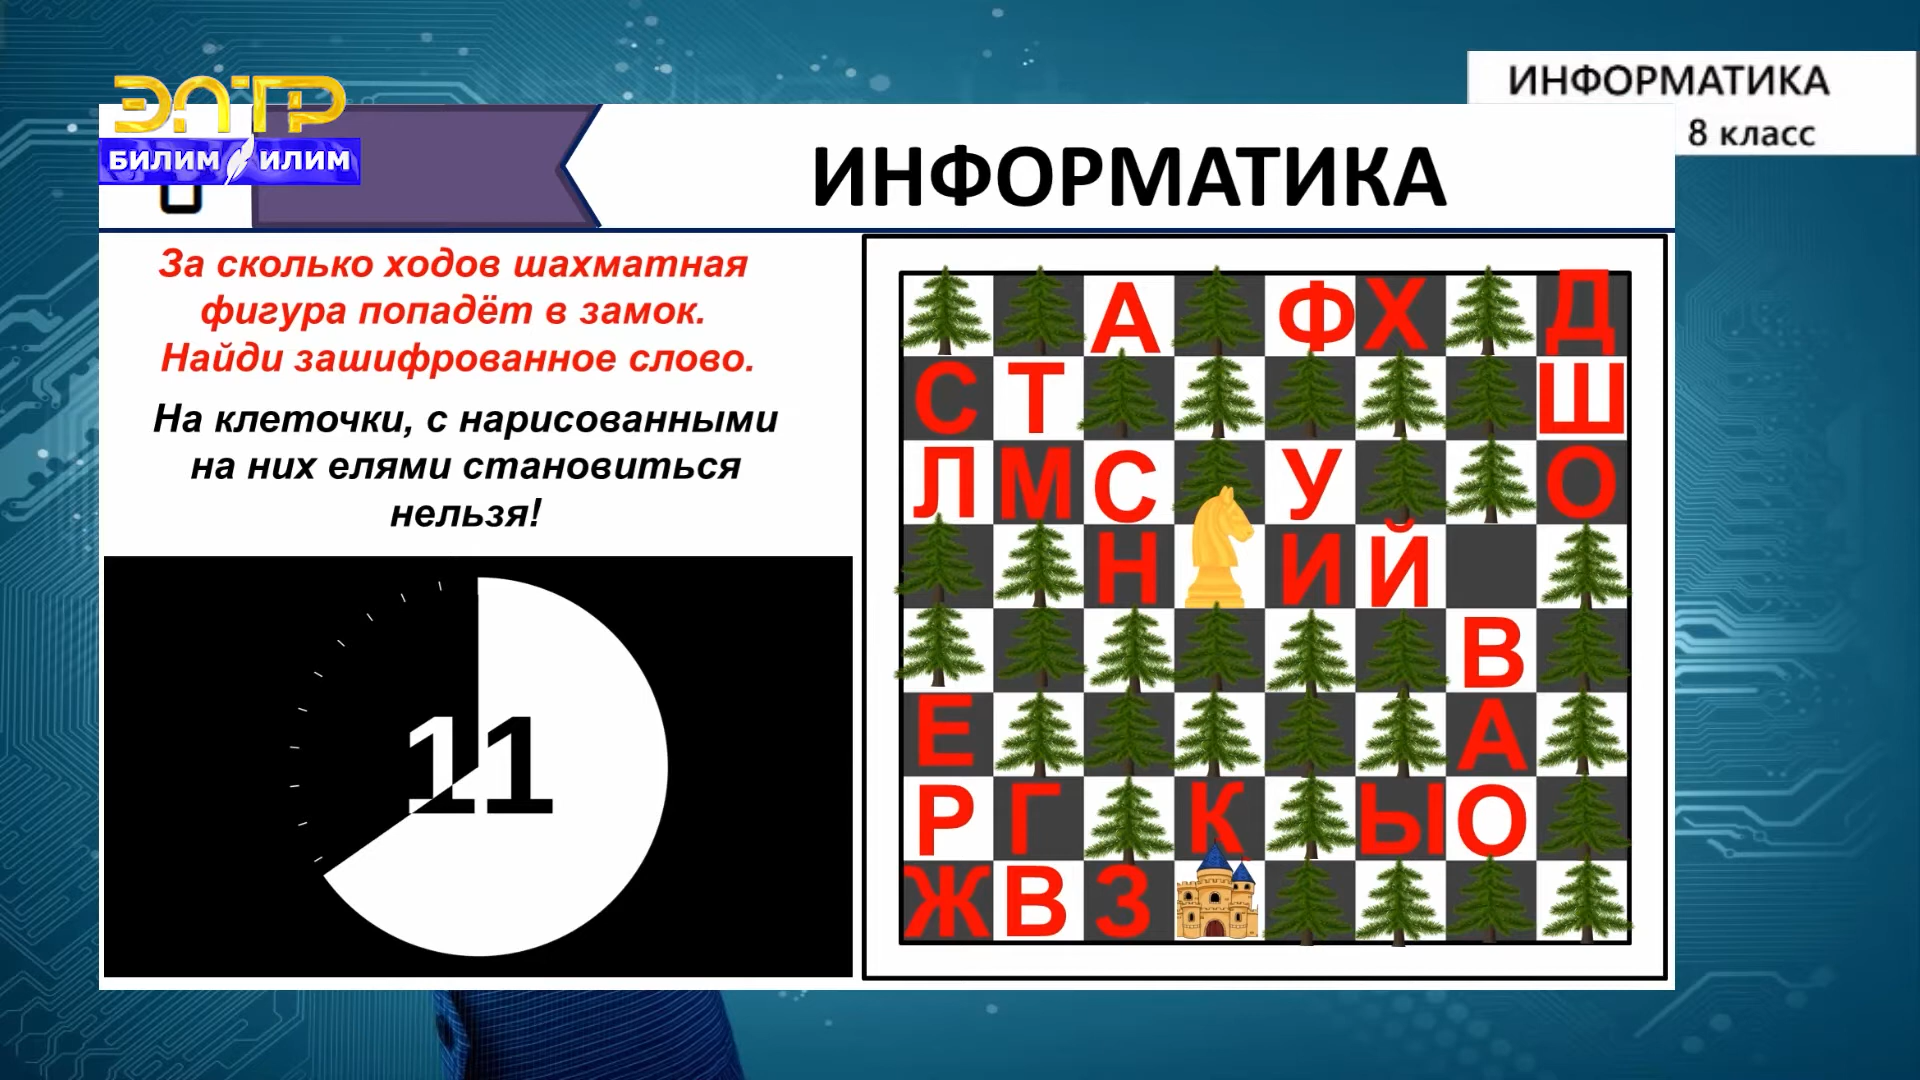 ЭЛТР
БИЛИМ ИЛИМ
ИНФОРМАТИКА
8 класс
ИНФОРМАТИКА
За сколько ходов шахматная
фигура попадёт в замок.
Найди зашифрованное слово.
На клеточки, с нарисованными
на них елями становиться
нельзя!
11
А Ф Х Д
С Т Ш
Л М С У О
Н И Й
В
Е А
Р Г К Ы О
Ж В З